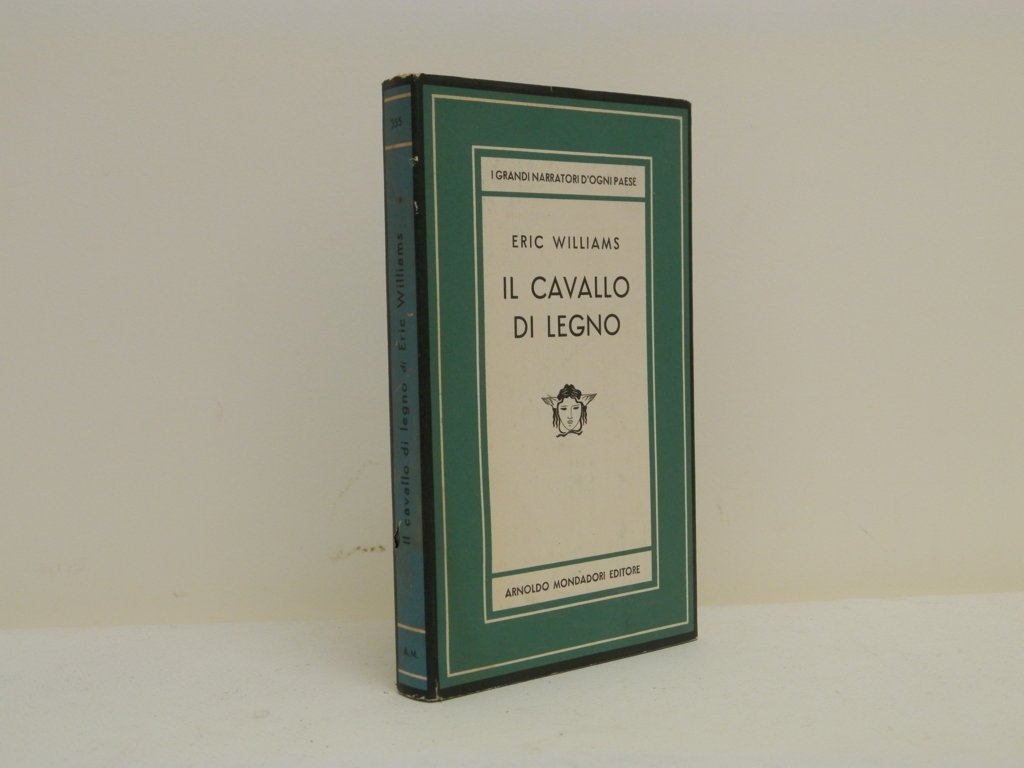 I GRANDI NARRATORI D'OGNI PAESE
ERIC WILLIAMS
IL CAVALLO
DI LEGNO
ARNOLDO MONDADORI EDITORE
355
Il cavallo di legno di Eric Williams
A.M.